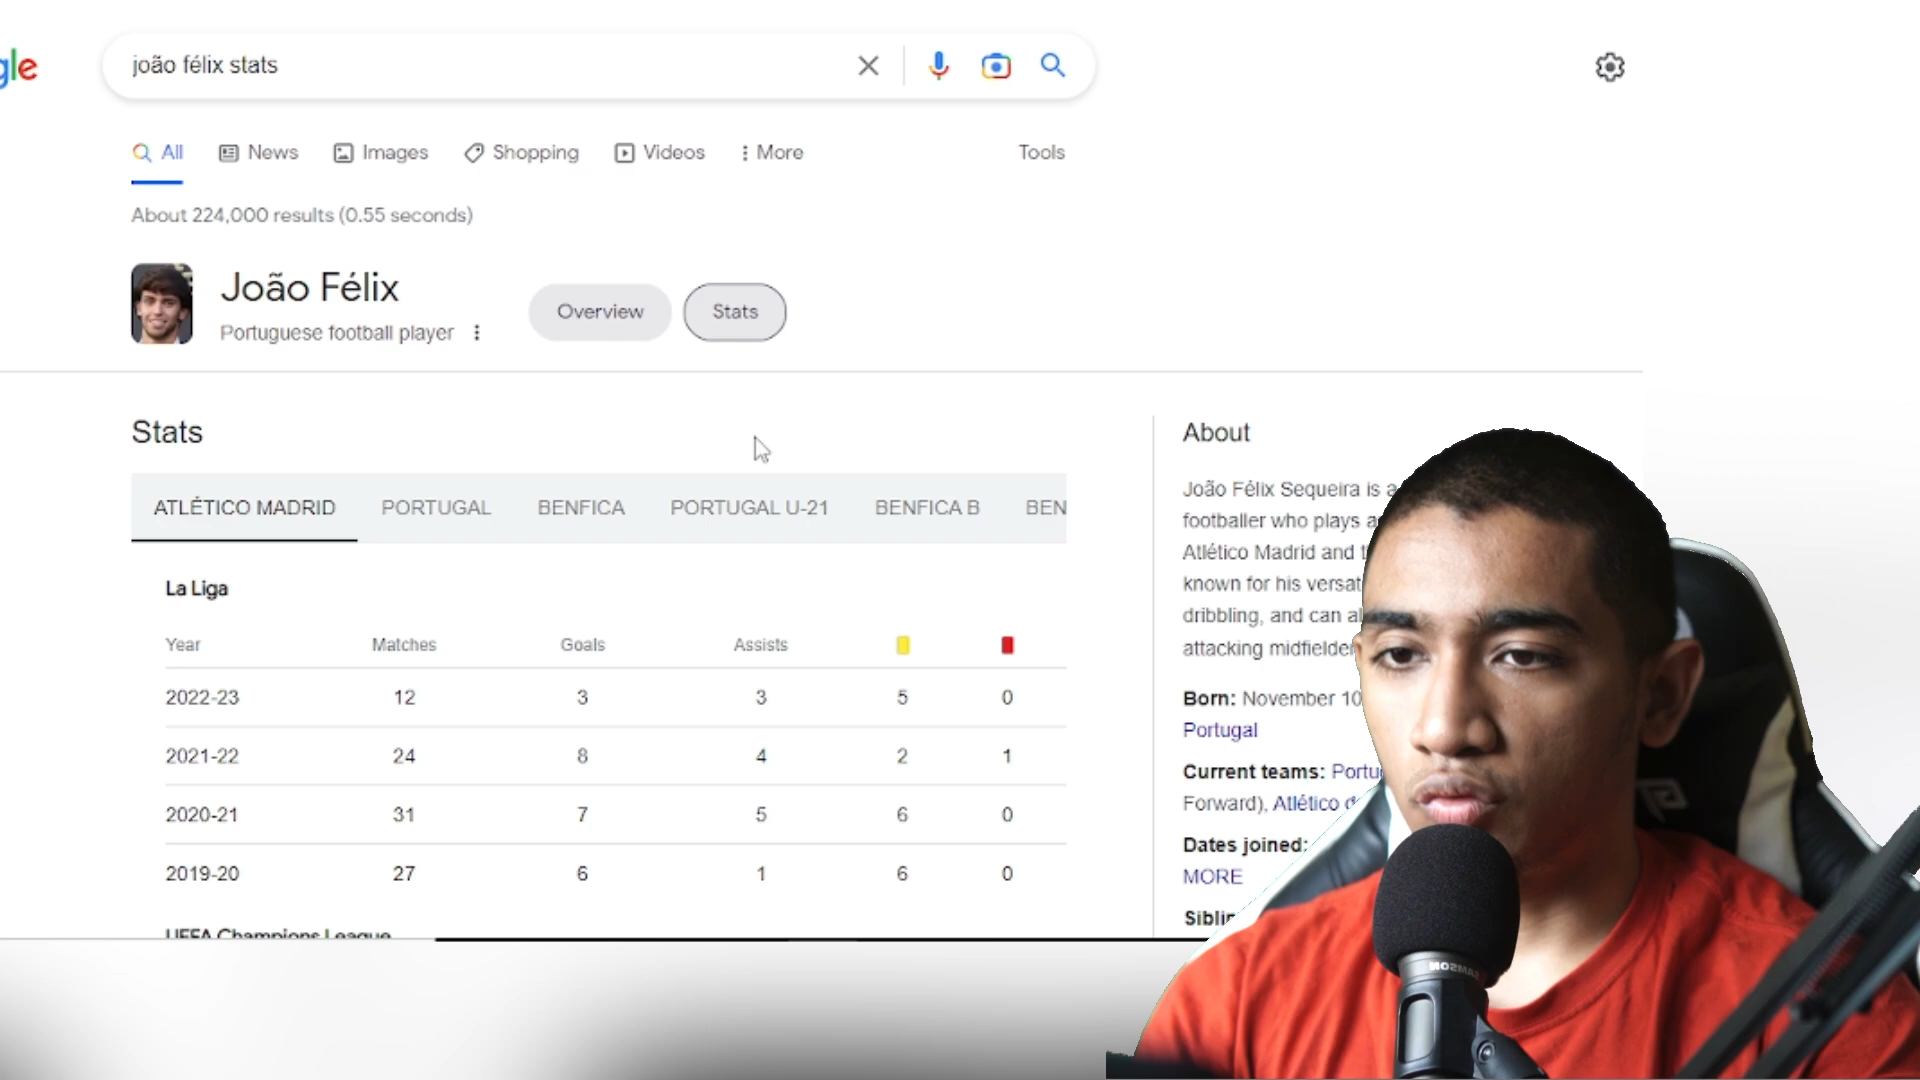 gle
joão félix stats
All News Images Shopping Videos More Tools
About 224,000 results (0.55 seconds)
João Félix
Portuguese football player
Overview Stats
Stats
ATLÉTICO MADRID PORTUGAL BENFICA PORTUGAL U-21 BENFICA B BEN
La Liga
Year Matches Goals Assists
2022-23 12 3 3 5 0
2021-22 24 8 4 2 1
2020-21 31 7 5 6 0
2019-20 27 6 1 6 0
UEFA Champions League
About
João Félix Sequeira is a
footballer who plays a
Atlético Madrid and t
known for his versat
dribbling, and can al
attacking midfielder
Born: November 10
Portugal
Current teams: Portu
Forward), Atlético d
Dates joined:
MORE
Siblin
SAMSON